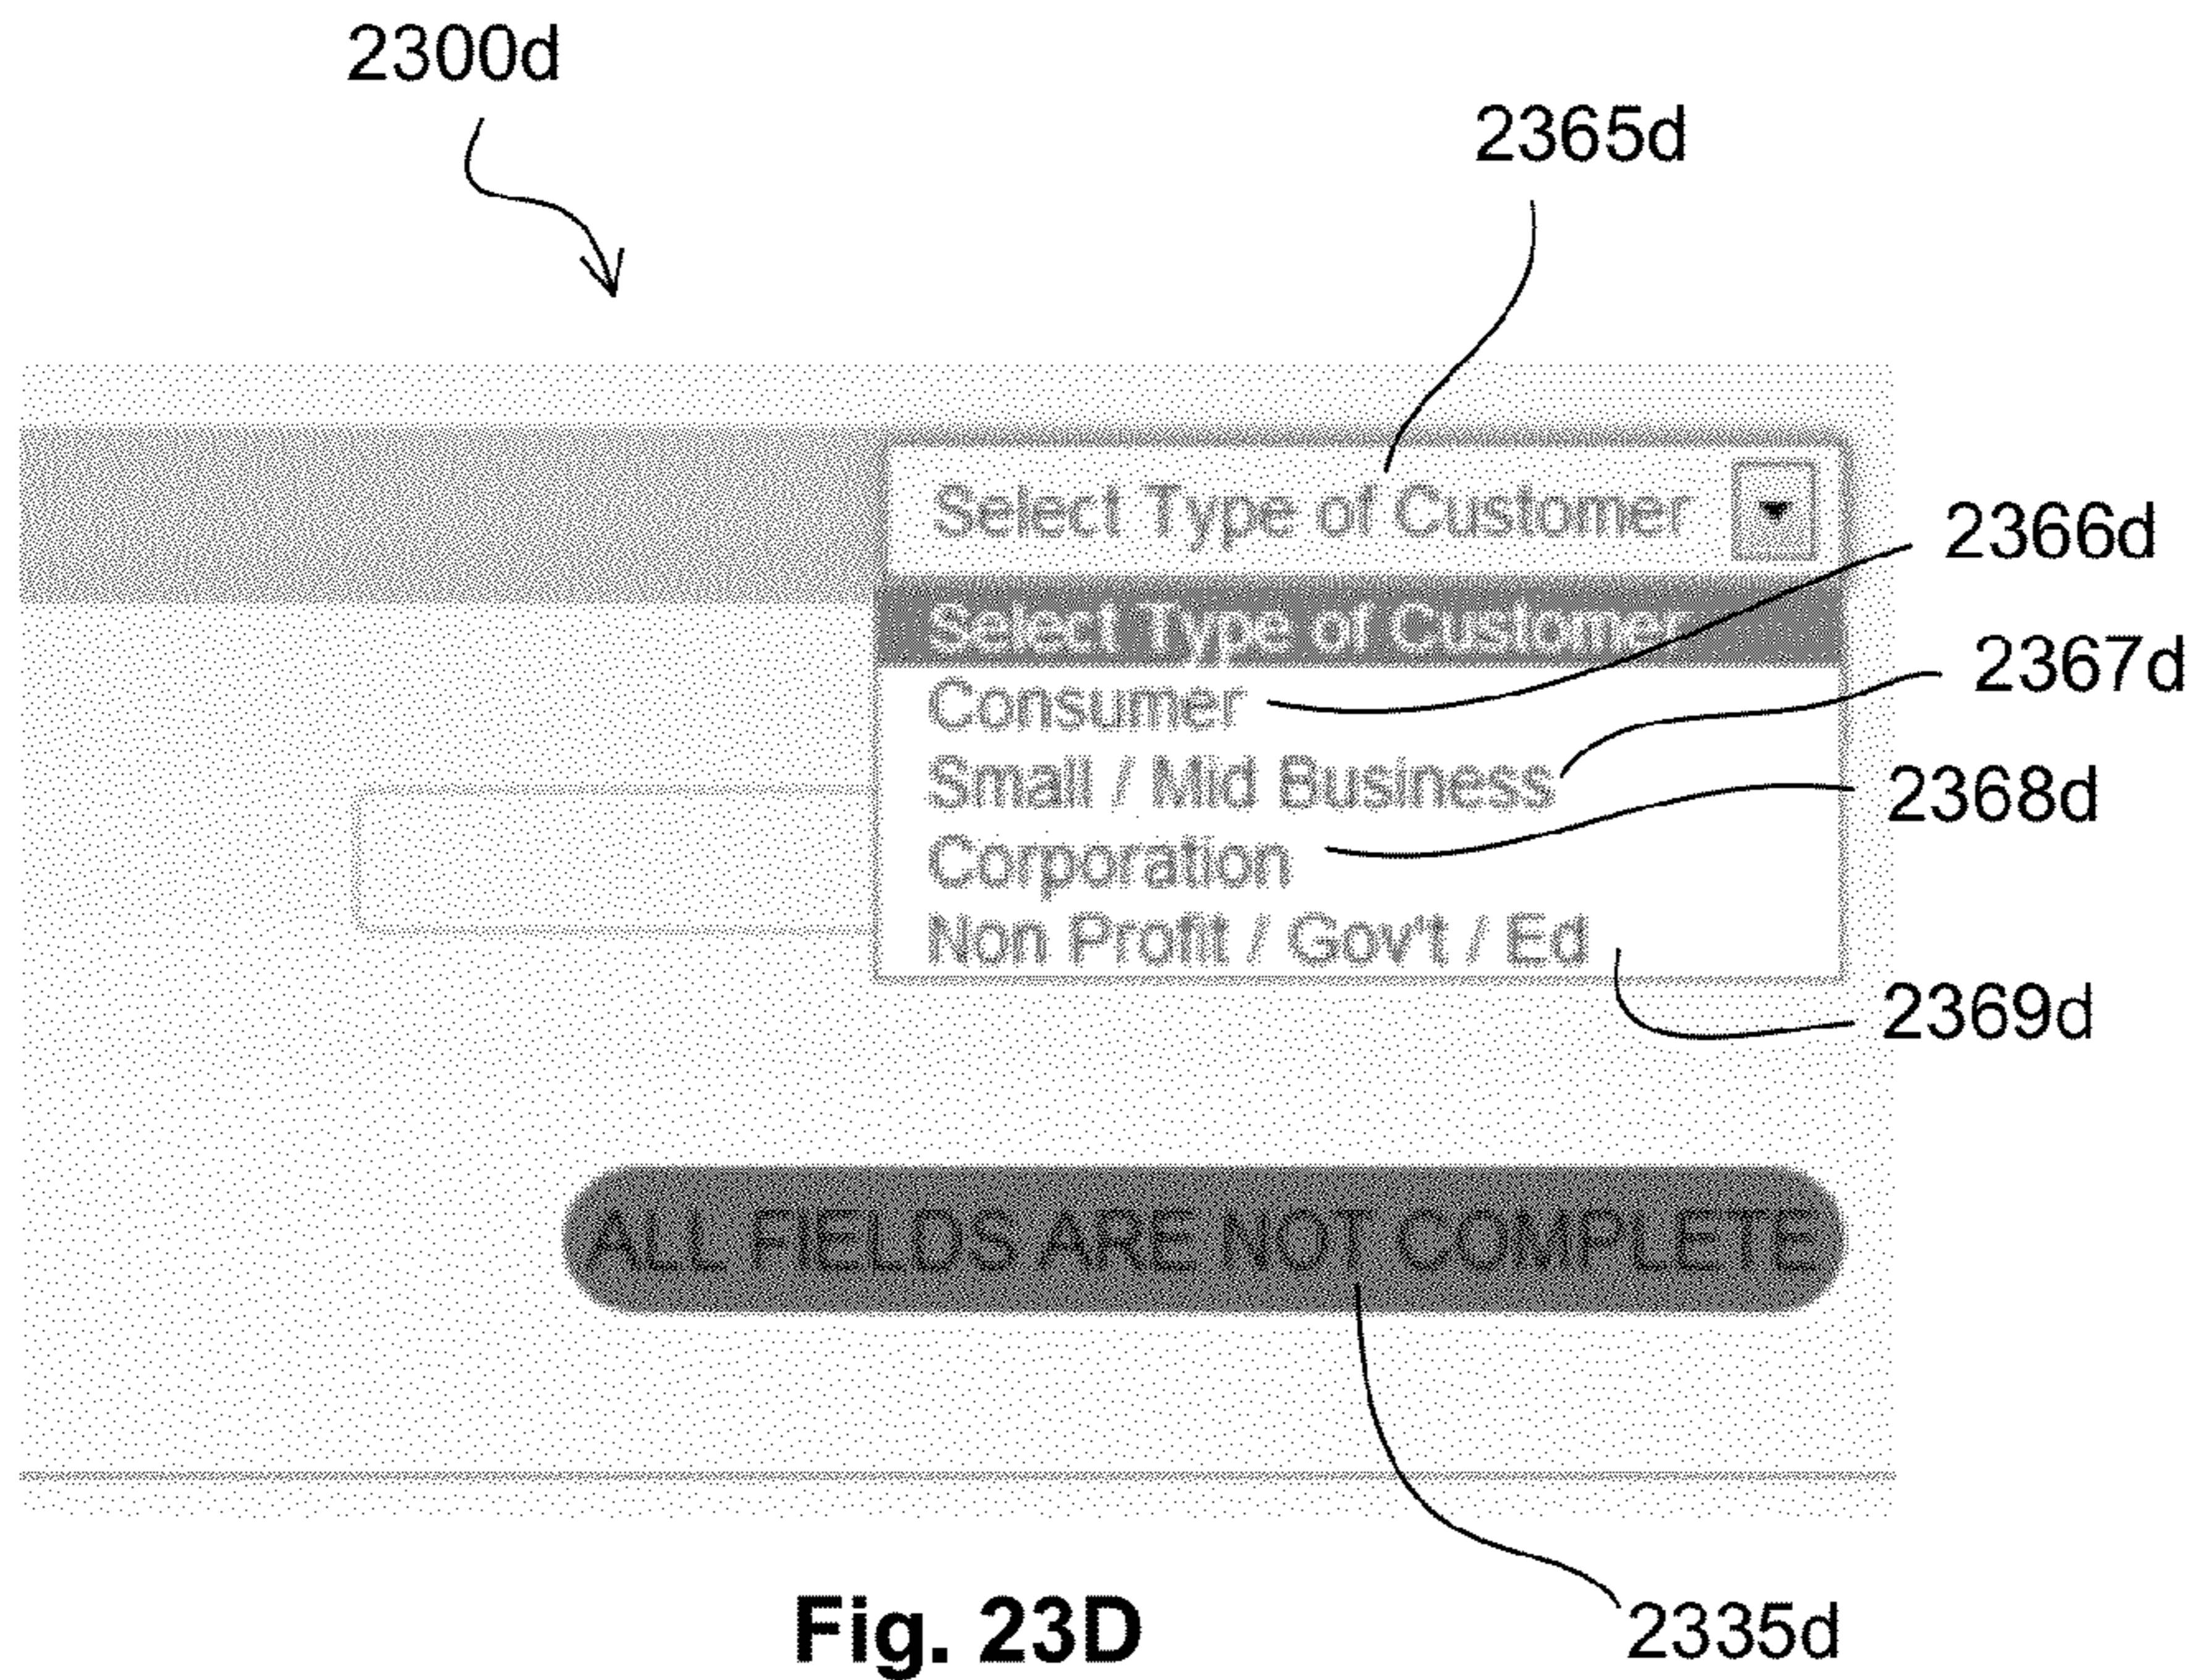 2300d
2365d
Select Type of Customer
2366d
Select Type of Customer
2367d
Consumer
Small / Mid Business
2368d
Corporation
Non Profit / Gov't / Ed
2369d
ALL FIELDS ARE NOT COMPLETE
Fig. 23D
2335d